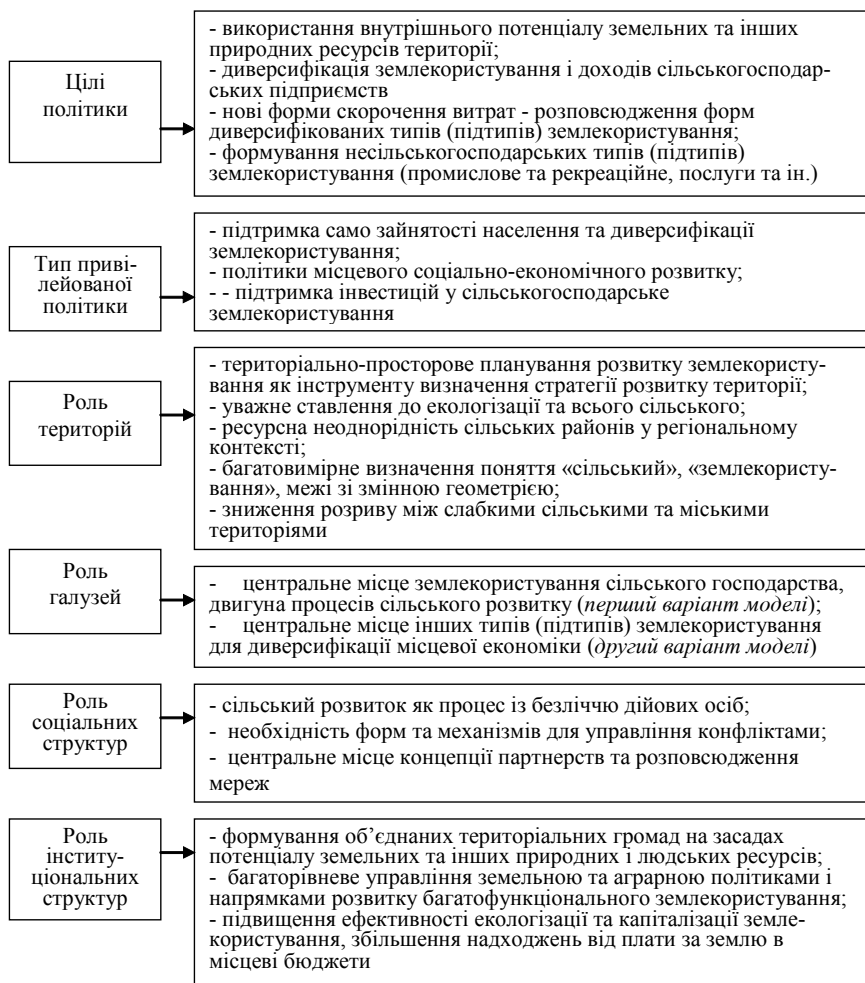 Цілі
політики
- використання внутрішнього потенціалу земельних та інших
природних ресурсів території;
- диверсифікація землекористування і доходів сільськогосподар-
ських підприємств
- нові форми скорочення витрат - розповсюдження форм
диверсифікованих типів (підтипів) землекористування;
- формування несільськогосподарських типів (підтипів)
землекористування (промислове та рекреаційне, послуги та ін.)
Тип приві-
лейованої
політики
- підтримка само зайнятості населення та диверсифікації
землекористування;
- політики місцевого соціально-економічного розвитку;
- - підтримка інвестицій у сільськогосподарське
землекористування
Роль
територій
- територіально-просторове планування розвитку землекористу-
вання як інструменту визначення стратегії розвитку території;
- уважне ставлення до екологізації та всього сільського;
- ресурсна неоднорідність сільських районів у регіональному
контексті;
- багатовимірне визначення поняття «сільський», «землекористу-
вання», межі зі змінною геометрією;
- зниження розриву між слабкими сільськими та міськими
територіями
Роль
галузей
- центральне місце землекористування сільського господарства,
двигуна процесів сільського розвитку (перший варіант моделі);
- центральне місце інших типів (підтипів) землекористування
для диверсифікації місцевої економіки (другий варіант моделі)
Роль
соціальних
структур
- сільський розвиток як процес із безліччю дійових осіб;
- необхідність форм та механізмів для управління конфліктами;
- центральне місце концепції партнерств та розповсюдження
мереж
Роль
інститу-
ціональних
структур
- формування об’єднаних територіальних громад на засадах
потенціалу земельних та інших природних і людських ресурсів;
- багаторівневе управління земельною та аграрною політиками і
напрямками розвитку багатофункціонального землекористування;
- підвищення ефективності екологізації та капіталізації земле-
користування, збільшення надходжень від плати за землю в
місцеві бюджети